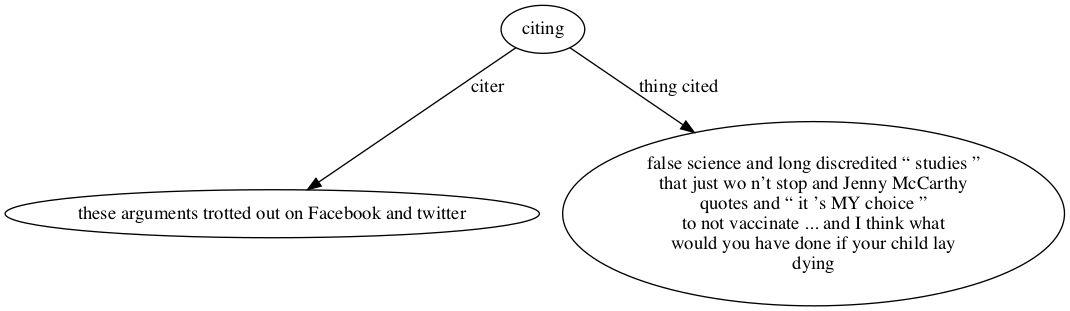 citing
citer
thing cited
these arguments trotted out on Facebook and twitter
false science and long discredited “ studies ”
that just wo n’t stop and Jenny McCarthy
quotes and “ it ’s MY choice ”
to not vaccinate ... and I think what
would you have done if your child lay
dying